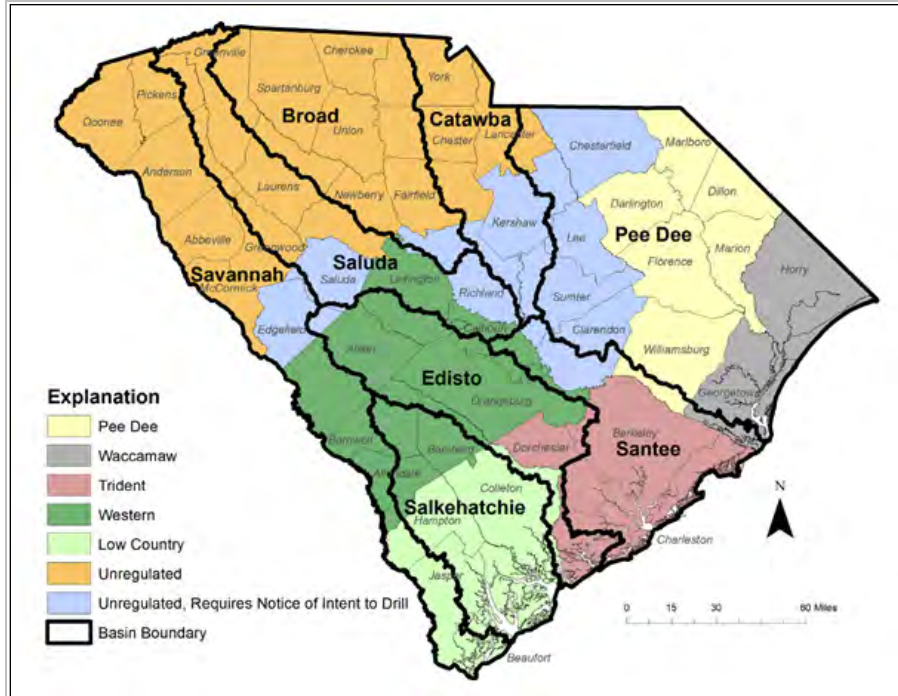 Greenville
Cherokee
York
Pickens
Spartanburg
Oconee
Broad
Catawba
Union
Chester
Lancaster
Chesterfield
Marlboro
Anderson
Laurens
Newberry
Fairfield
Dillon
Darlington
Kershaw
Lee
Pee Dee
Marion
Abbeville
Greenwood
Florence
Horry
Saluda
Savannah
Saluda
Lexington
McCormick
Richland
Sumter
Edgefield
Calhoun
Clarendon
Aiken
Williamsburg
Edisto
Georgetown
Orangeburg
Explanation
Pee Dee
Waccamaw
Trident
Western
Low Country
Unregulated
Unregulated, Requires Notice of Intent to Drill
Basin Boundary
Barnwell
Bamberg
Dorchester
Berkeley
Santee
Allendale
Colleton
Salkehatchie
Hampton
Charleston
Jasper
Beaufort
N
0 15 30 60 Miles